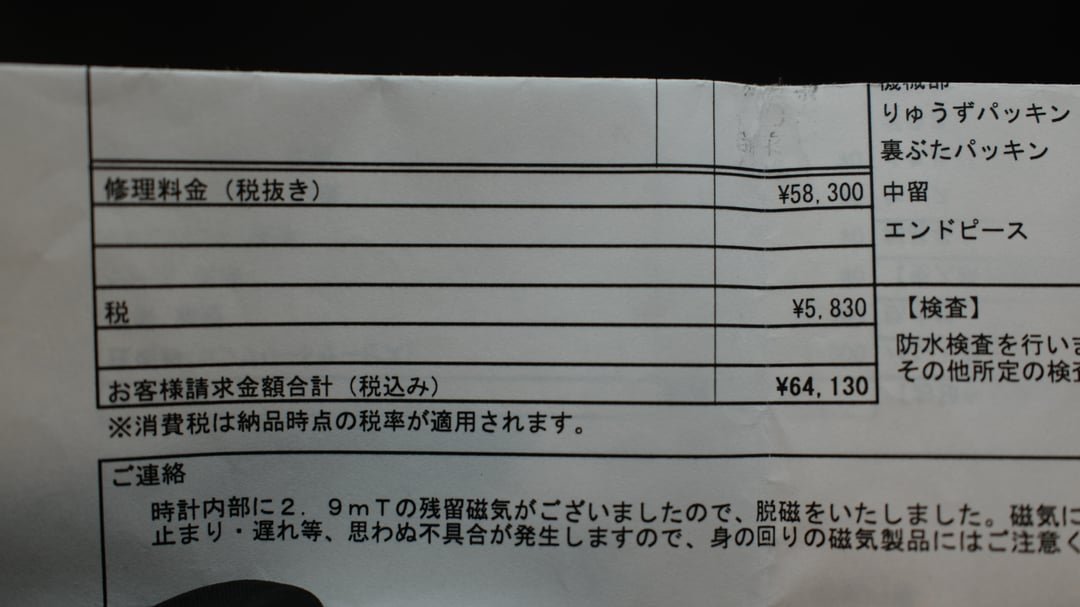 りゅうずパッキン
裏ぶたパッキン
修理料金（税抜き） ¥58,300 中留
エンドピース
税 ¥5,830 【検査】
防水検査を行いま
その他所定の検査
お客様請求金額合計（税込み） ¥64,130
※消費税は納品時点の税率が適用されます。
ご連絡
時計内部に２．９ｍＴの残留磁気がございましたので、脱磁をいたしました。磁気に
止まり・遅れ等、思わぬ不具合が発生しますので、身の回りの磁気製品にはご注意く